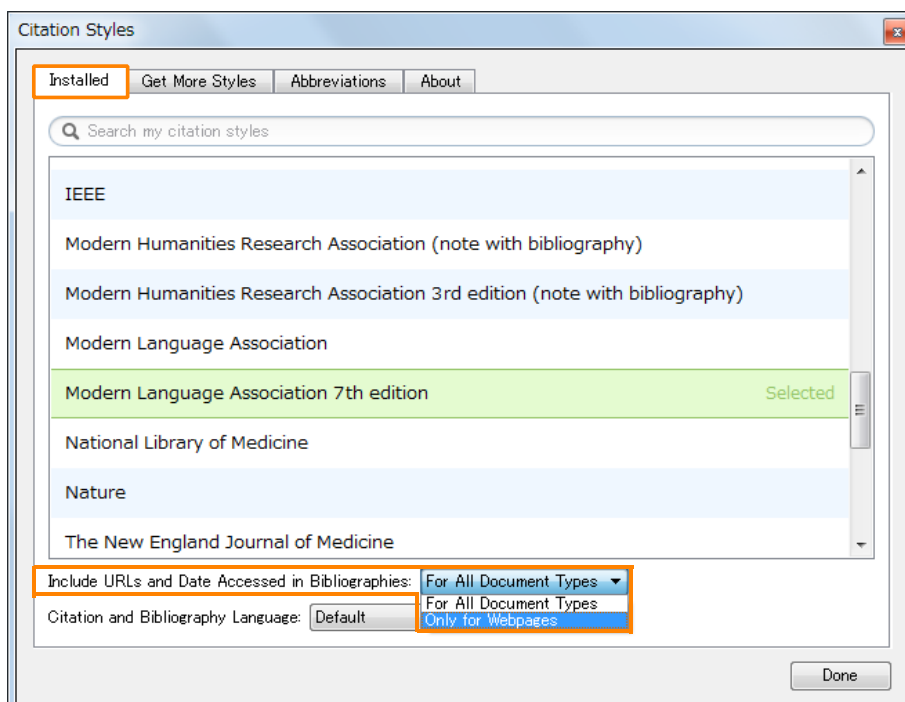 Citation Styles
Installed
Get More Styles
Abbreviations
About
Search my citation styles
IEEE
Modern Humanities Research Association (note with bibliography)
Modern Humanities Research Association 3rd edition (note with bibliography)
Modern Language Association
Modern Language Association 7th edition Selected
National Library of Medicine
Nature
The New England Journal of Medicine
Include URLs and Date Accessed in Bibliographies: For All Document Types
For All Document Types
Citation and Bibliography Language: Default
Only for Webpages
Done